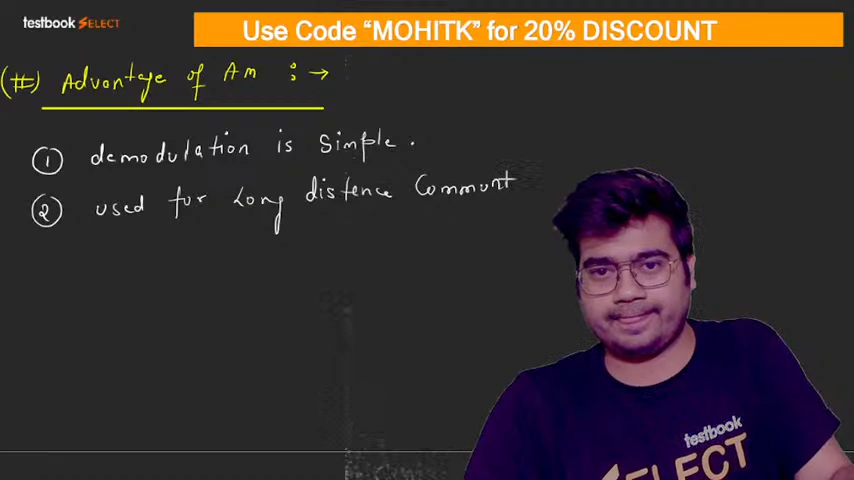 testbook SELECT
Use Code “MOHITK” for 20% DISCOUNT
(#) Advantage of Am : →
① demodulation is simple.
② used for Long distence Communt
testbook
SELECT